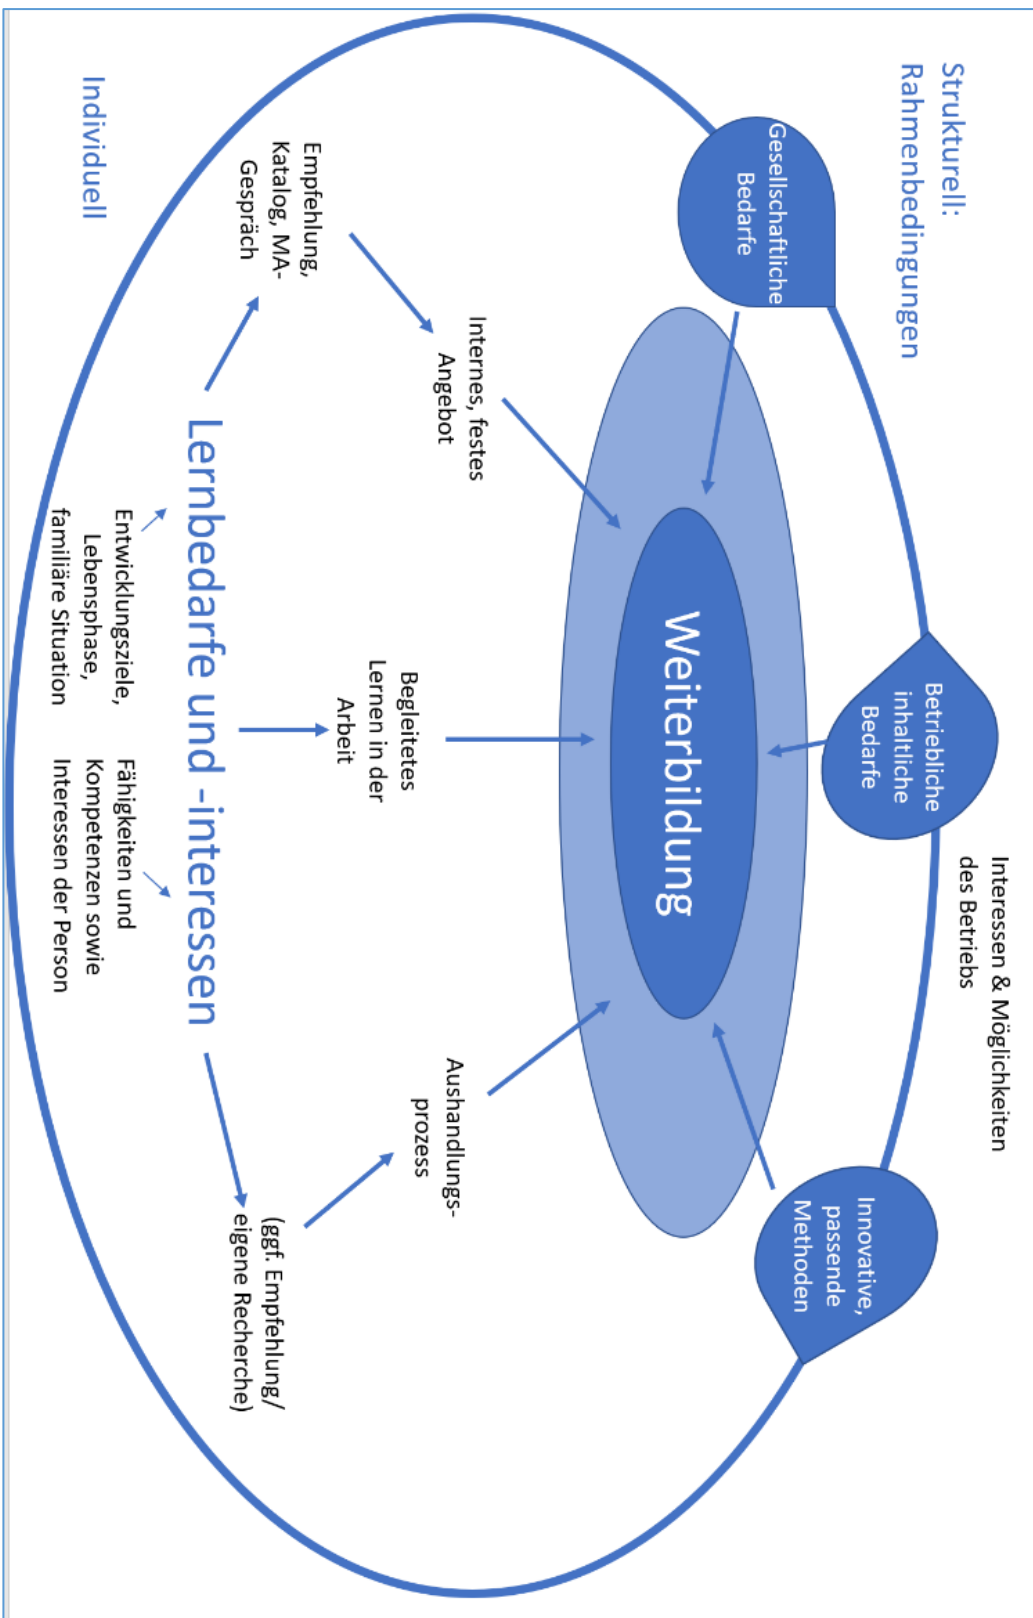 Strukturell:
Rahmenbedingungen
Gesellschaftliche
Bedarfe
Betriebliche
inhaltliche
Bedarfe
Interessen & Möglichkeiten
des Betriebs
Innovative,
passende
Methoden
Weiterbildung
Internes, festes
Angebot
Begleitetes
Lernen in der
Arbeit
Aushandlungs-
prozess
Empfehlung,
Katalog, MA-
Gespräch
(ggf. Empfehlung/
eigene Recherche)
Lernbedarfe und -interessen
Entwicklungsziele,
Lebensphase,
familiäre Situation
Fähigkeiten und
Kompetenzen sowie
Interessen der Person
Individuell